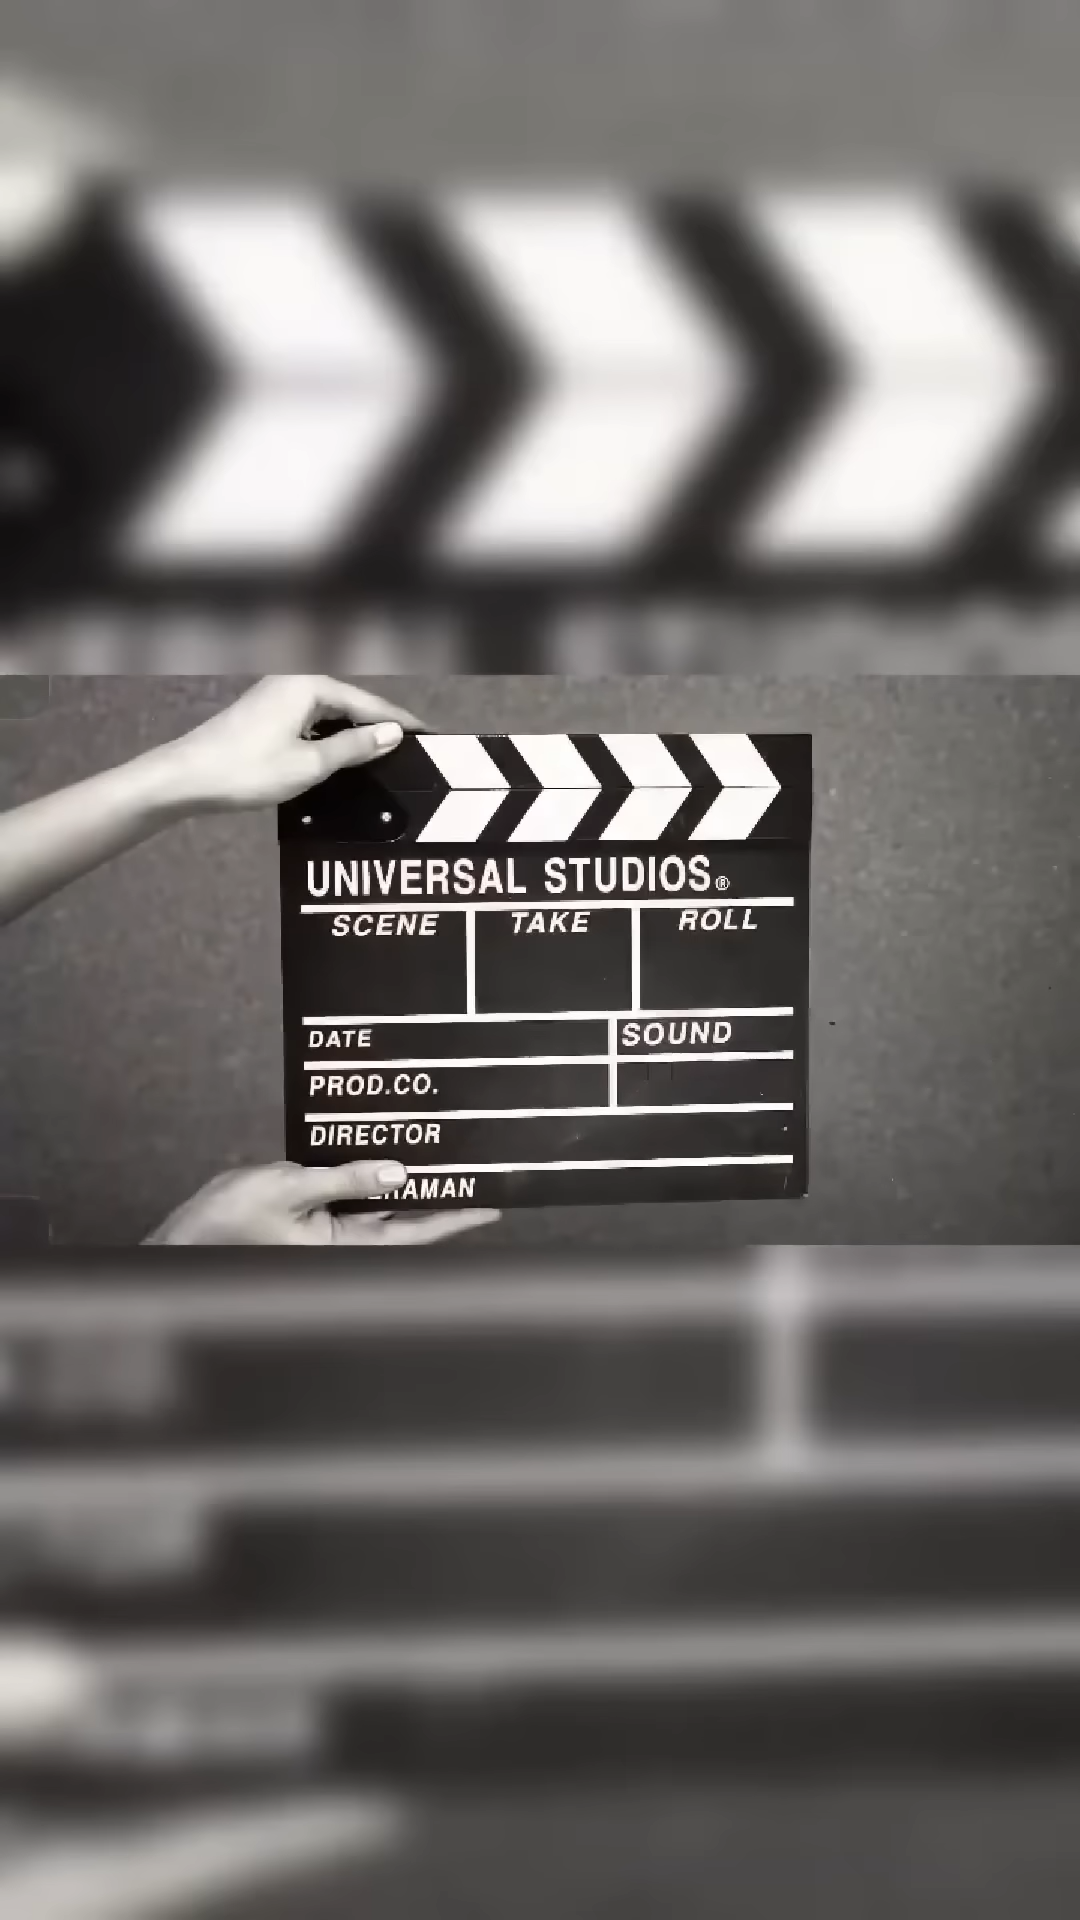 UNIVERSAL STUDIOS®
SCENE TAKE ROLL
DATE SOUND
PROD.CO.
DIRECTOR